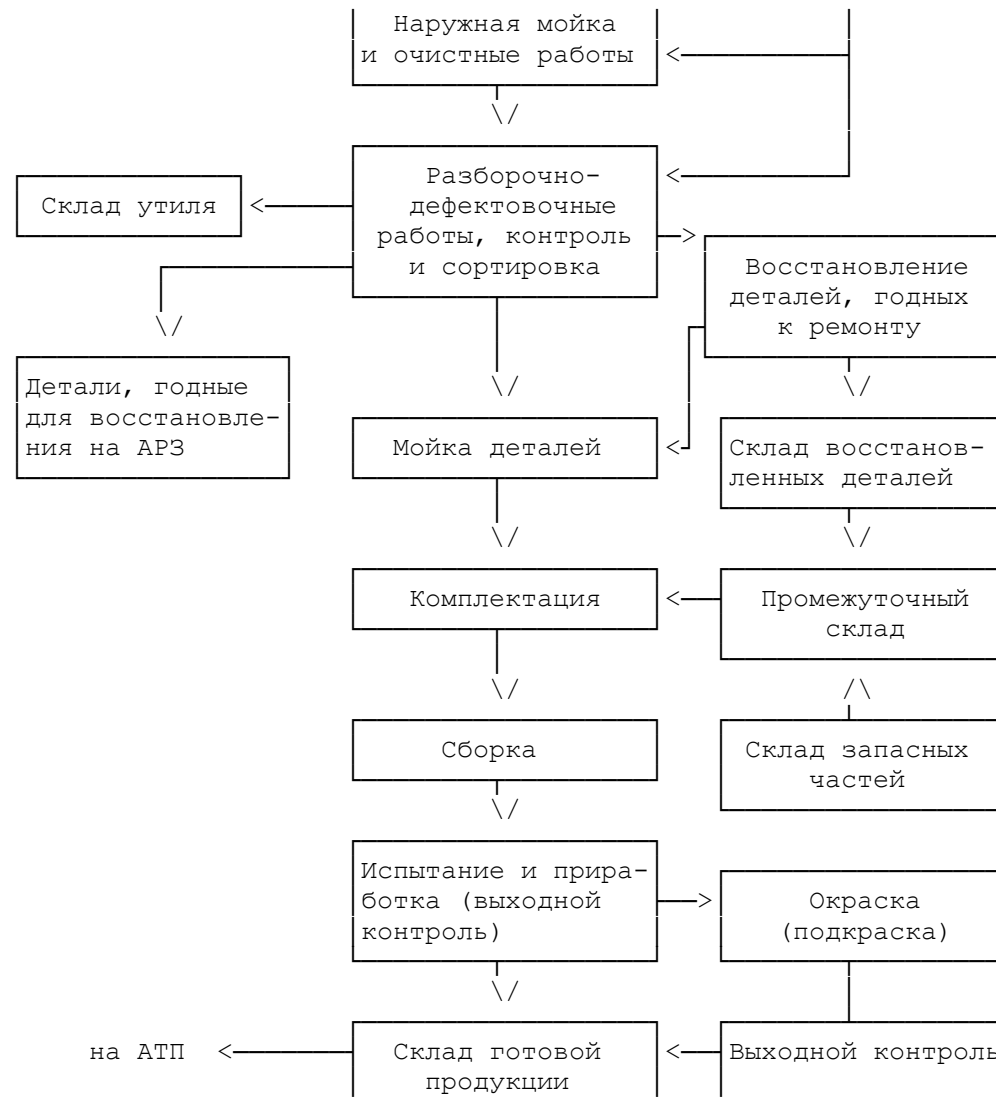 Наружная мойка
и очистные работы
Разборочно-
дефектовочные
работы, контроль
и сортировка
Склад утиля
Восстановление
деталей, годных
к ремонту
Детали, годные
для восстановле-
ния на АРЗ
Мойка деталей
Склад восстанов-
ленных деталей
Комплектация
Промежуточный
склад
Сборка
Склад запасных
частей
Испытание и прира-
ботка (выходной
контроль)
Окраска
(подкраска)
на АТП
Склад готовой
продукции
Выходной контроль